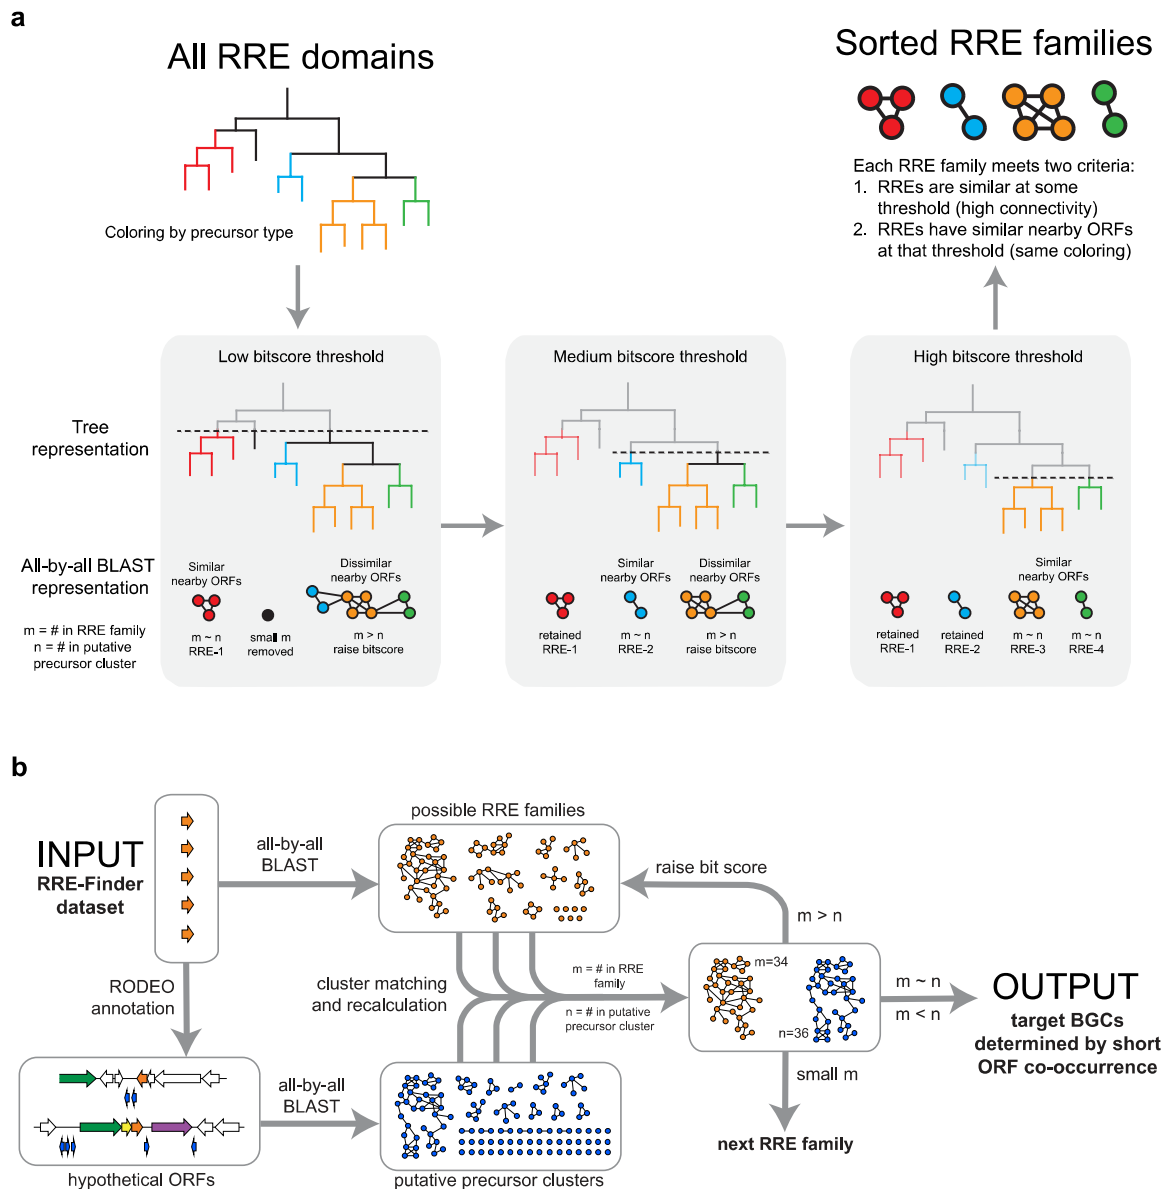 a
All RRE domains
Coloring by precursor type
Sorted RRE families
Each RRE family meets two criteria:
1. RREs are similar at some
threshold (high connectivity)
2. RREs have similar nearby ORFs
at that threshold (same coloring)
Low bitscore threshold
Medium bitscore threshold
High bitscore threshold
Tree
representation
All-by-all BLAST
representation
m = # in RRE family
n = # in putative
precursor cluster
Similar
nearby ORFs
Dissimilar
nearby ORFs
m ~ n
RRE-1
small m
removed
m > n
raise bitscore
Similar
nearby ORFs
Dissimilar
nearby ORFs
retained
RRE-1
m ~ n
RRE-2
m > n
raise bitscore
Similar
nearby ORFs
retained
RRE-1
retained
RRE-2
m ~ n
RRE-3
m ~ n
RRE-4
b
INPUT
RRE-Finder
dataset
all-by-all
BLAST
possible RRE families
RODEO
annotation
hypothetical ORFs
all-by-all
BLAST
putative precursor clusters
cluster matching
and recalculation
m = # in RRE
family
n = # in putative
precursor cluster
raise bit score
m > n
m=34
n=36
m ~ n
m < n
small m
next RRE family
OUTPUT
target BGCs
determined by short
ORF co-occurrence